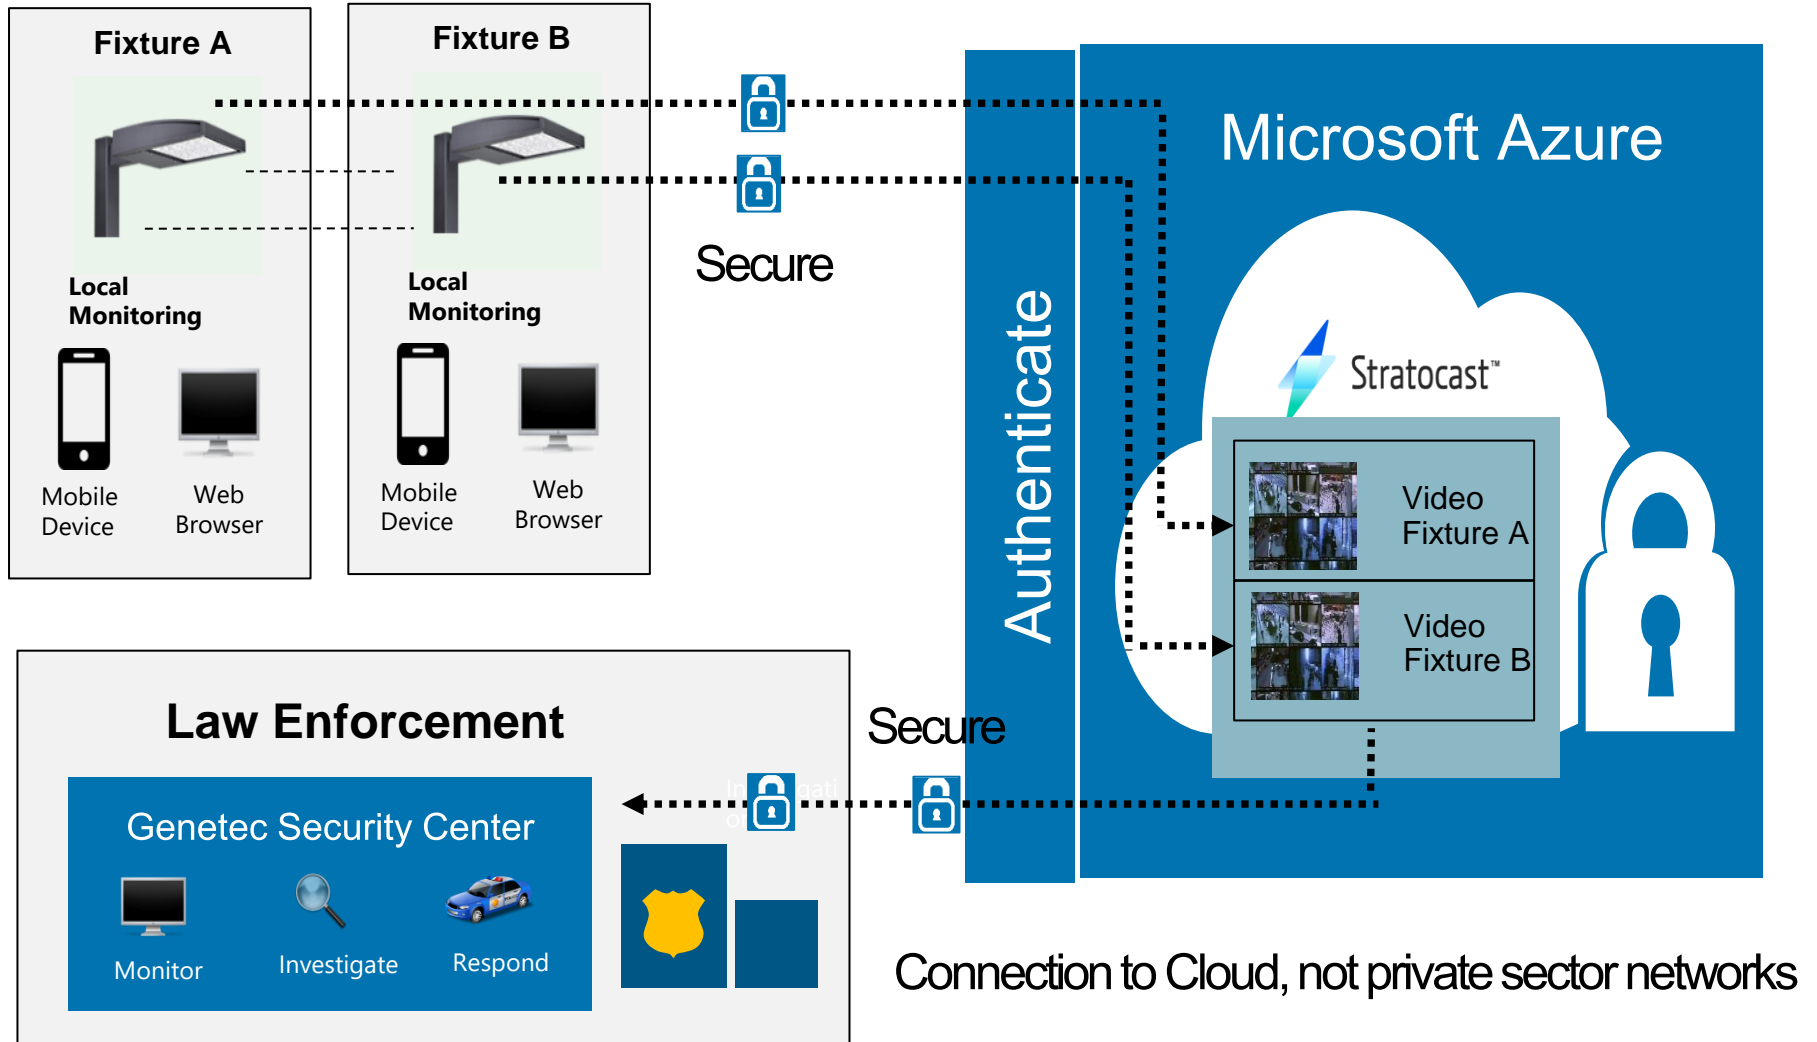 Fixture A
Local
Monitoring
Mobile
Device
Web
Browser
Fixture B
Local
Monitoring
Mobile
Device
Web
Browser
Secure
Authenticate
Microsoft Azure
Stratocast™
Video
Fixture A
Video
Fixture B
Law Enforcement
Genetec Security Center
Monitor
Investigate
Respond
Secure
Connection to Cloud, not private sector networks